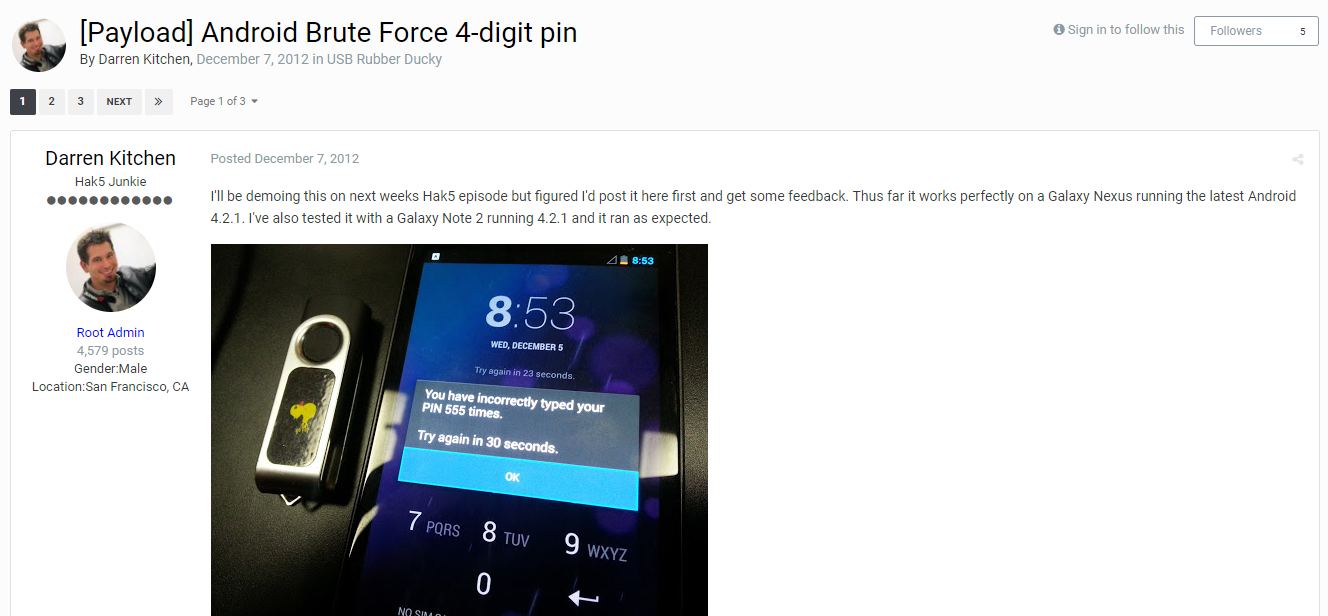 [Payload] Android Brute Force 4-digit pin
By Darren Kitchen, December 7, 2012 in USB Rubber Ducky
Sign in to follow this
Followers 5
1 2 3 NEXT » Page 1 of 3
Darren Kitchen
Hak5 Junkie
Root Admin
4,579 posts
Gender:Male
Location:San Francisco, CA
Posted December 7, 2012
I'll be demoing this on next weeks Hak5 episode but figured I'd post it here first and get some feedback. Thus far it works perfectly on a Galaxy Nexus running the latest Android
4.2.1. I've also tested it with a Galaxy Note 2 running 4.2.1 and it ran as expected.
8:53
8:53
WED, DECEMBER 5
Try again in 23 seconds.
You have incorrectly typed your
PIN 555 times.
Try again in 30 seconds.
OK
7 PQRS 8 TUV 9 WXYZ
0
NO SIM